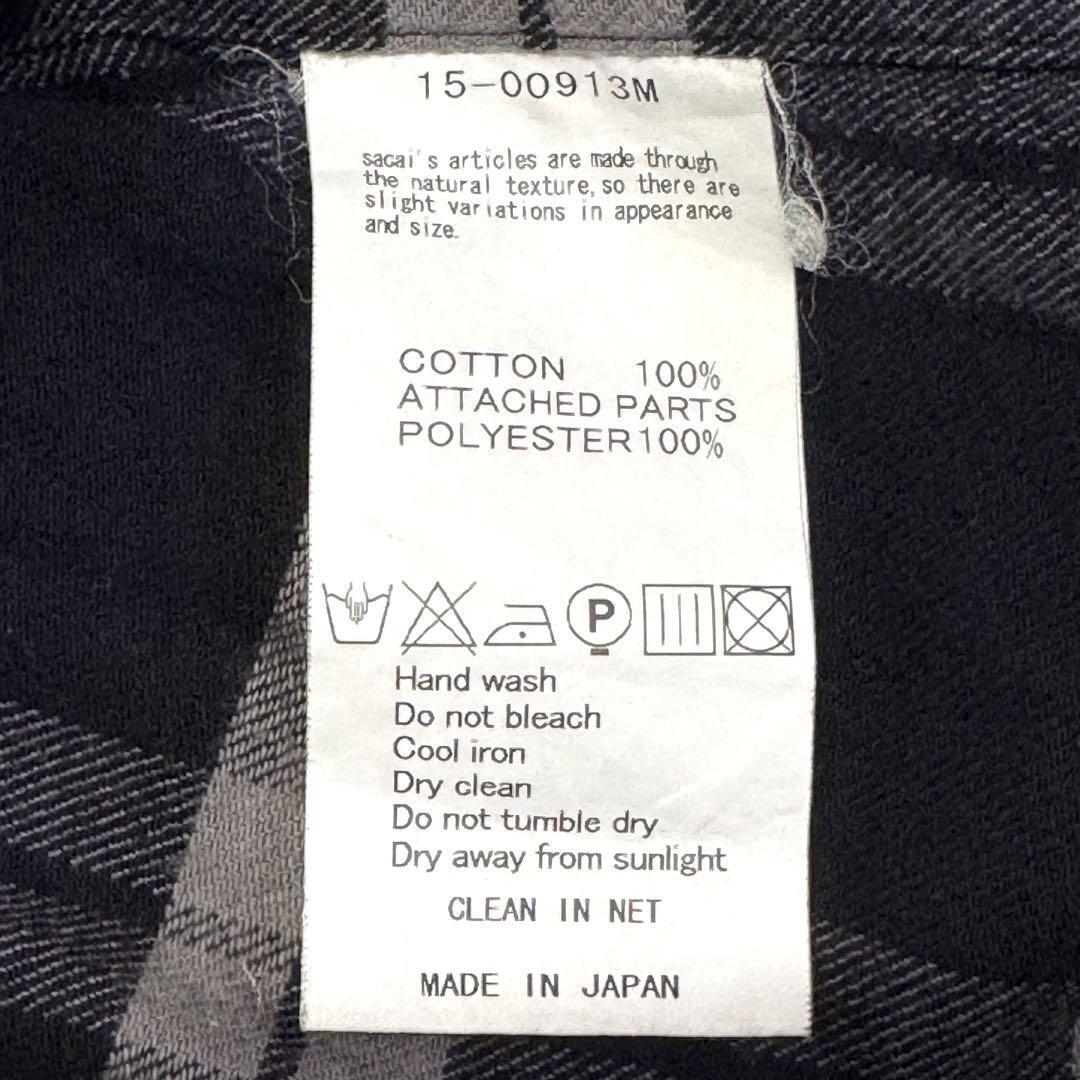 15-00913M
sacai's articles are made through
the natural texture, so there are
slight variations in appearance
and size.
COTTON 100%
ATTACHED PARTS
POLYESTER 100%
P
Hand wash
Do not bleach
Cool iron
Dry clean
Do not tumble dry
Dry away from sunlight
CLEAN IN NET
MADE IN JAPAN